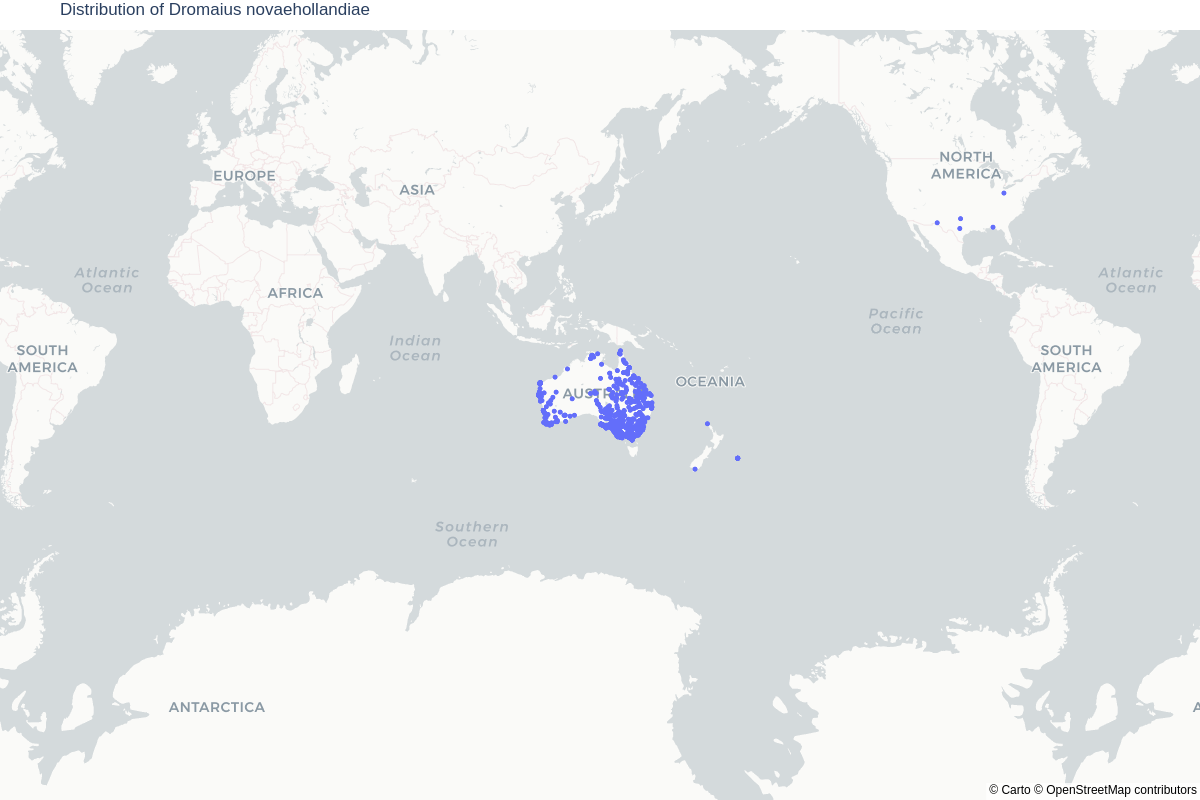 Distribution of Dromaius novaehollandiae
NORTH
AMERICA
EUROPE
ASIA
Atlantic
Ocean
AFRICA
Atlantic
Ocean
Pacific
Ocean
Indian
Ocean
SOUTH
AMERICA
SOUTH
AMERICA
OCEANIA
AUSTR
Southern
Ocean
ANTARCTICA
A
© Carto © OpenStreetMap contributors